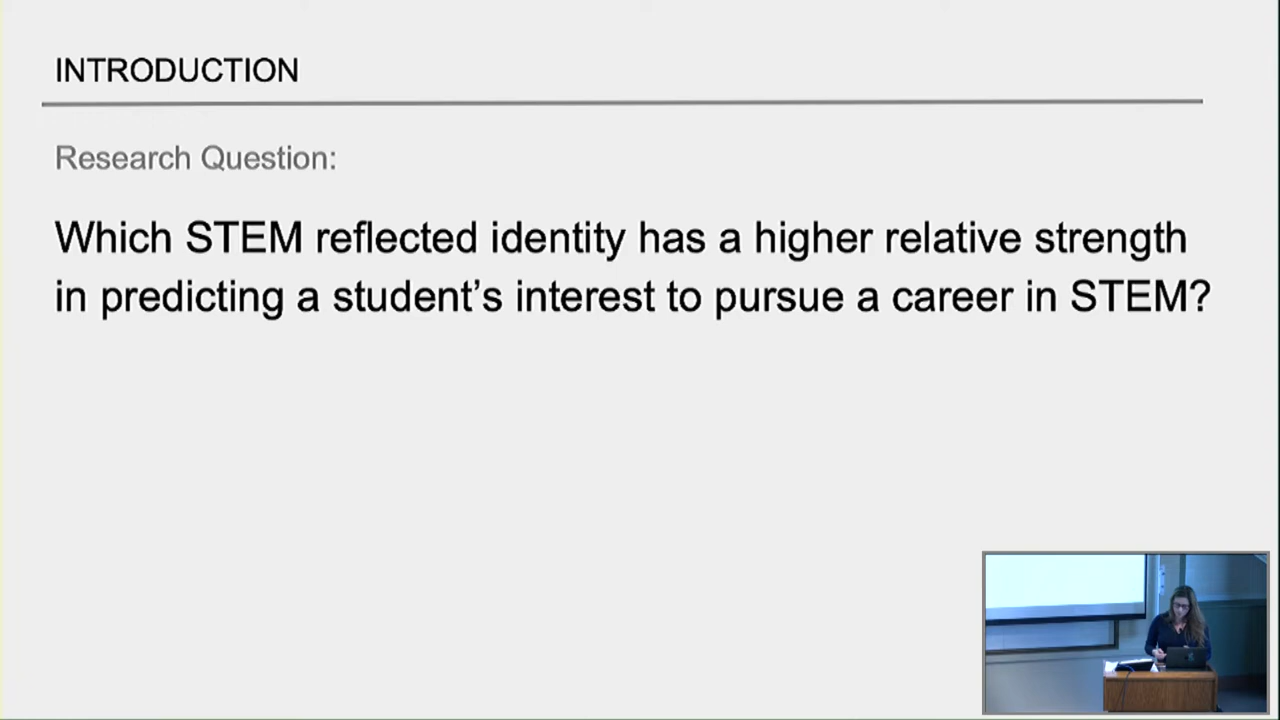 INTRODUCTION
Research Question:
Which STEM reflected identity has a higher relative strength
in predicting a student’s interest to pursue a career in STEM?